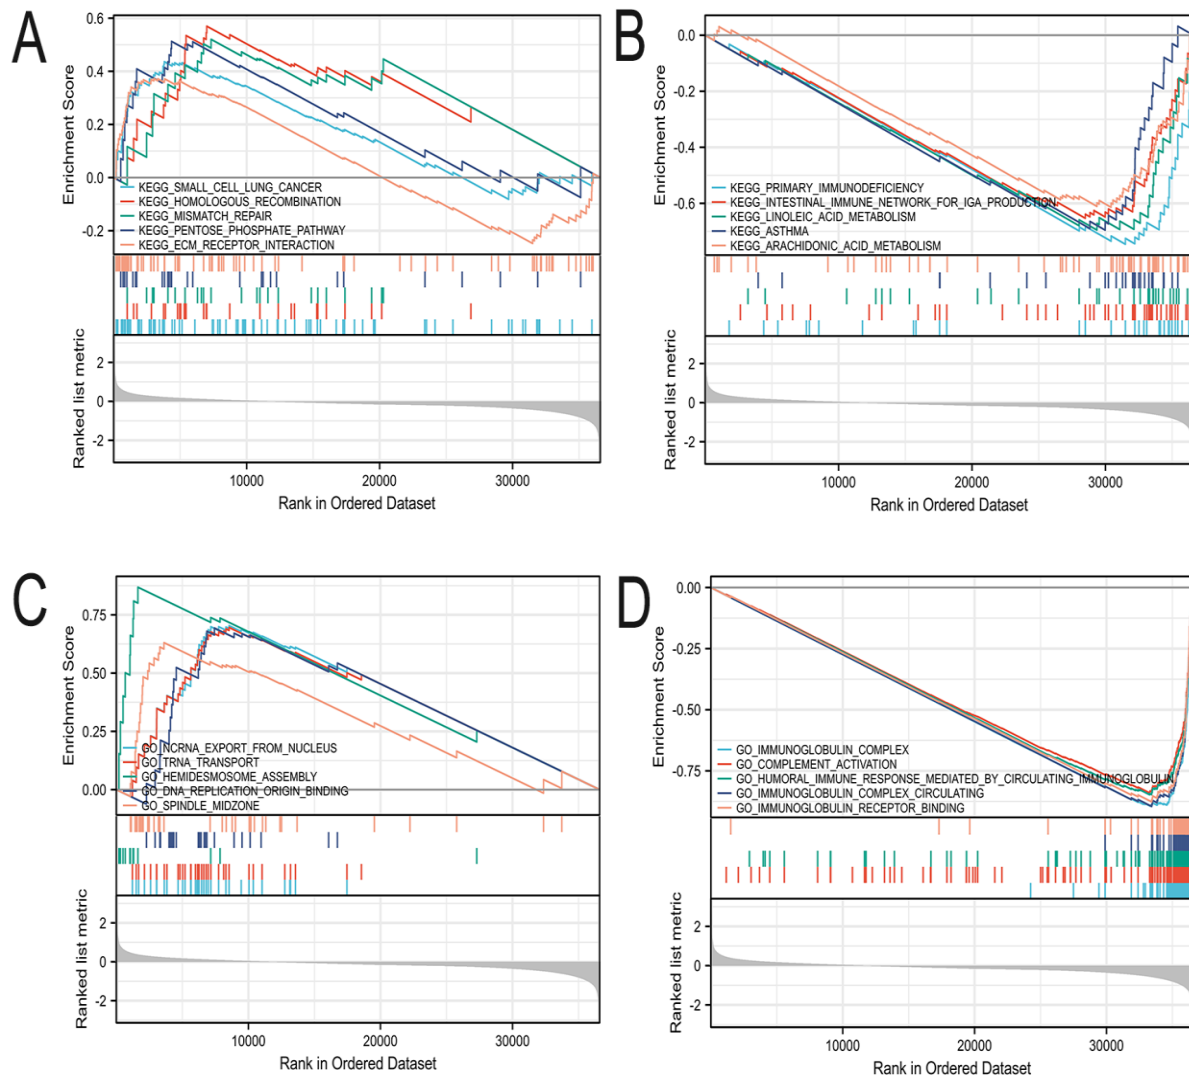 A
Enrichment Score
0.6
0.4
0.2
0.0
-0.2
KEGG_SMALL_CELL_LUNG_CANCER
KEGG_HOMOLOGOUS_RECOMBINATION
KEGG_MISMATCH_REPAIR
KEGG_PENTOSE_PHOSPHATE_PATHWAY
KEGG_ECM_RECEPTOR_INTERACTION
Ranked list metric
2
0
-2
10000
20000
30000
Rank in Ordered Dataset
B
Enrichment Score
0.0
-0.2
-0.4
-0.6
KEGG_PRIMARY_IMMUNODEFICIENCY
KEGG_INTESTINAL_IMMUNE_NETWORK_FOR_IGA_PRODUCTION
KEGG_LINOLEIC_ACID_METABOLISM
KEGG_ASTHMA
KEGG_ARACHIDONIC_ACID_METABOLISM
Ranked list metric
2
0
-2
10000
20000
30000
Rank in Ordered Dataset
C
Enrichment Score
0.75
0.50
0.25
0.00
GO_NCRNA_EXPORT_FROM_NUCLEUS
GO_TRNA_TRANSPORT
GO_HEMIDESMOSOME_ASSEMBLY
GO_DNA_REPLICATION_ORIGIN_BINDING
GO_SPINDLE_MIDZONE
Ranked list metric
2
0
-2
10000
20000
30000
Rank in Ordered Dataset
D
Enrichment Score
0.00
-0.25
-0.50
-0.75
GO_IMMUNOGLOBULIN_COMPLEX
GO_COMPLEMENT_ACTIVATION
GO_HUMORAL_IMMUNE_RESPONSE_MEDIATED_BY_CIRCULATING_IMMUNOGLOBULIN
GO_IMMUNOGLOBULIN_COMPLEX_CIRCULATING
GO_IMMUNOGLOBULIN_RECEPTOR_BINDING
Ranked list metric
2
0
-2
10000
20000
30000
Rank in Ordered Dataset